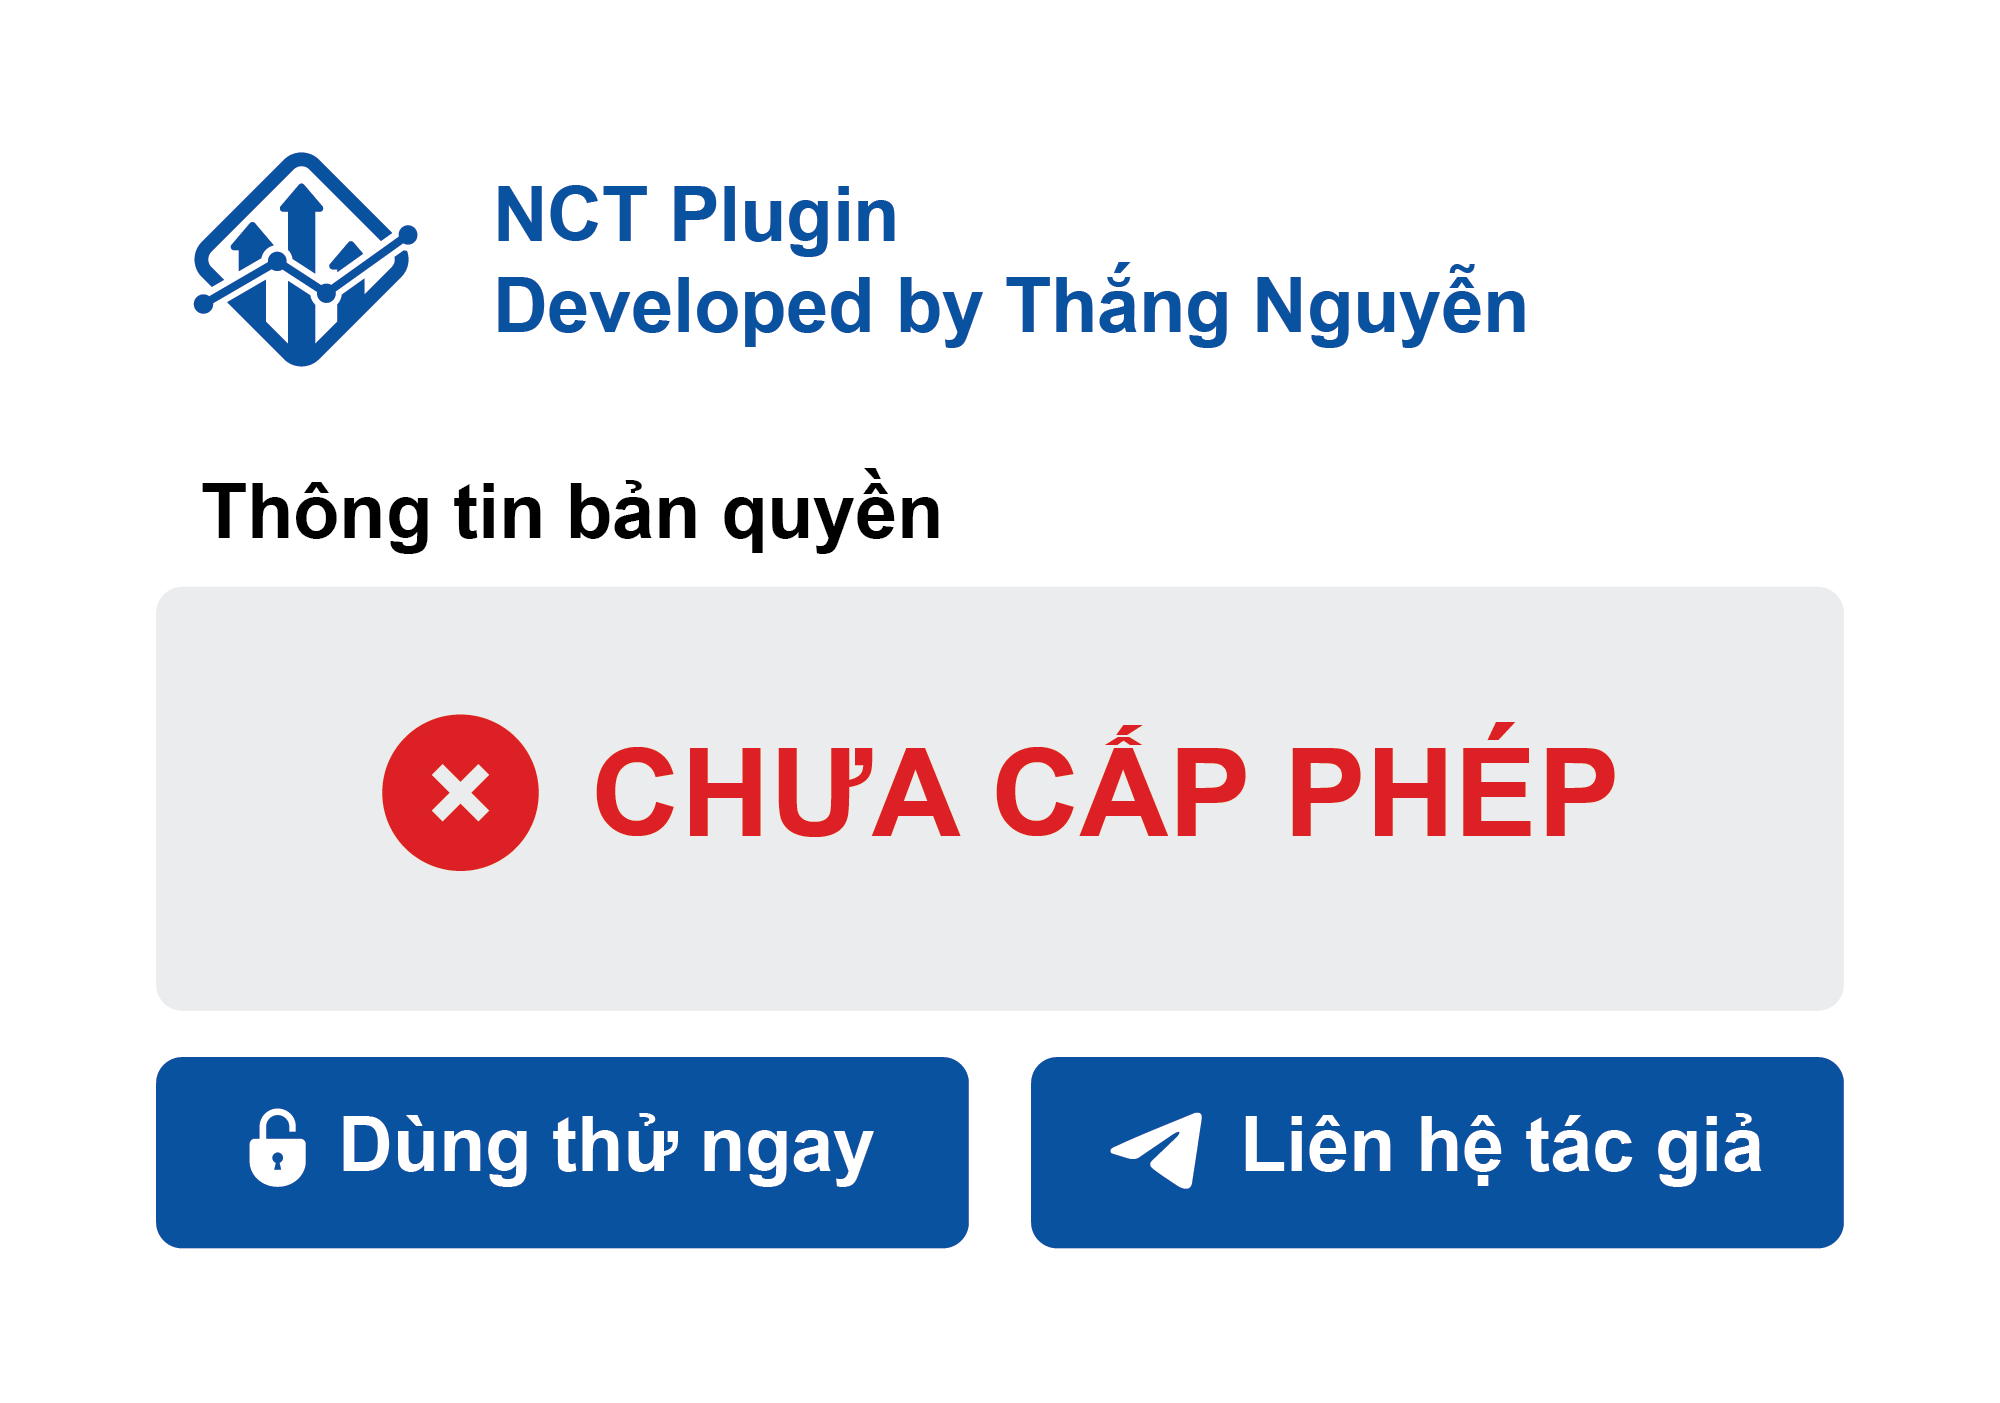 NCT Plugin
Developed by Thắng Nguyễn
Thông tin bản quyền
CHƯA CẤP PHÉP
Dùng thử ngay
Liên hệ tác giả